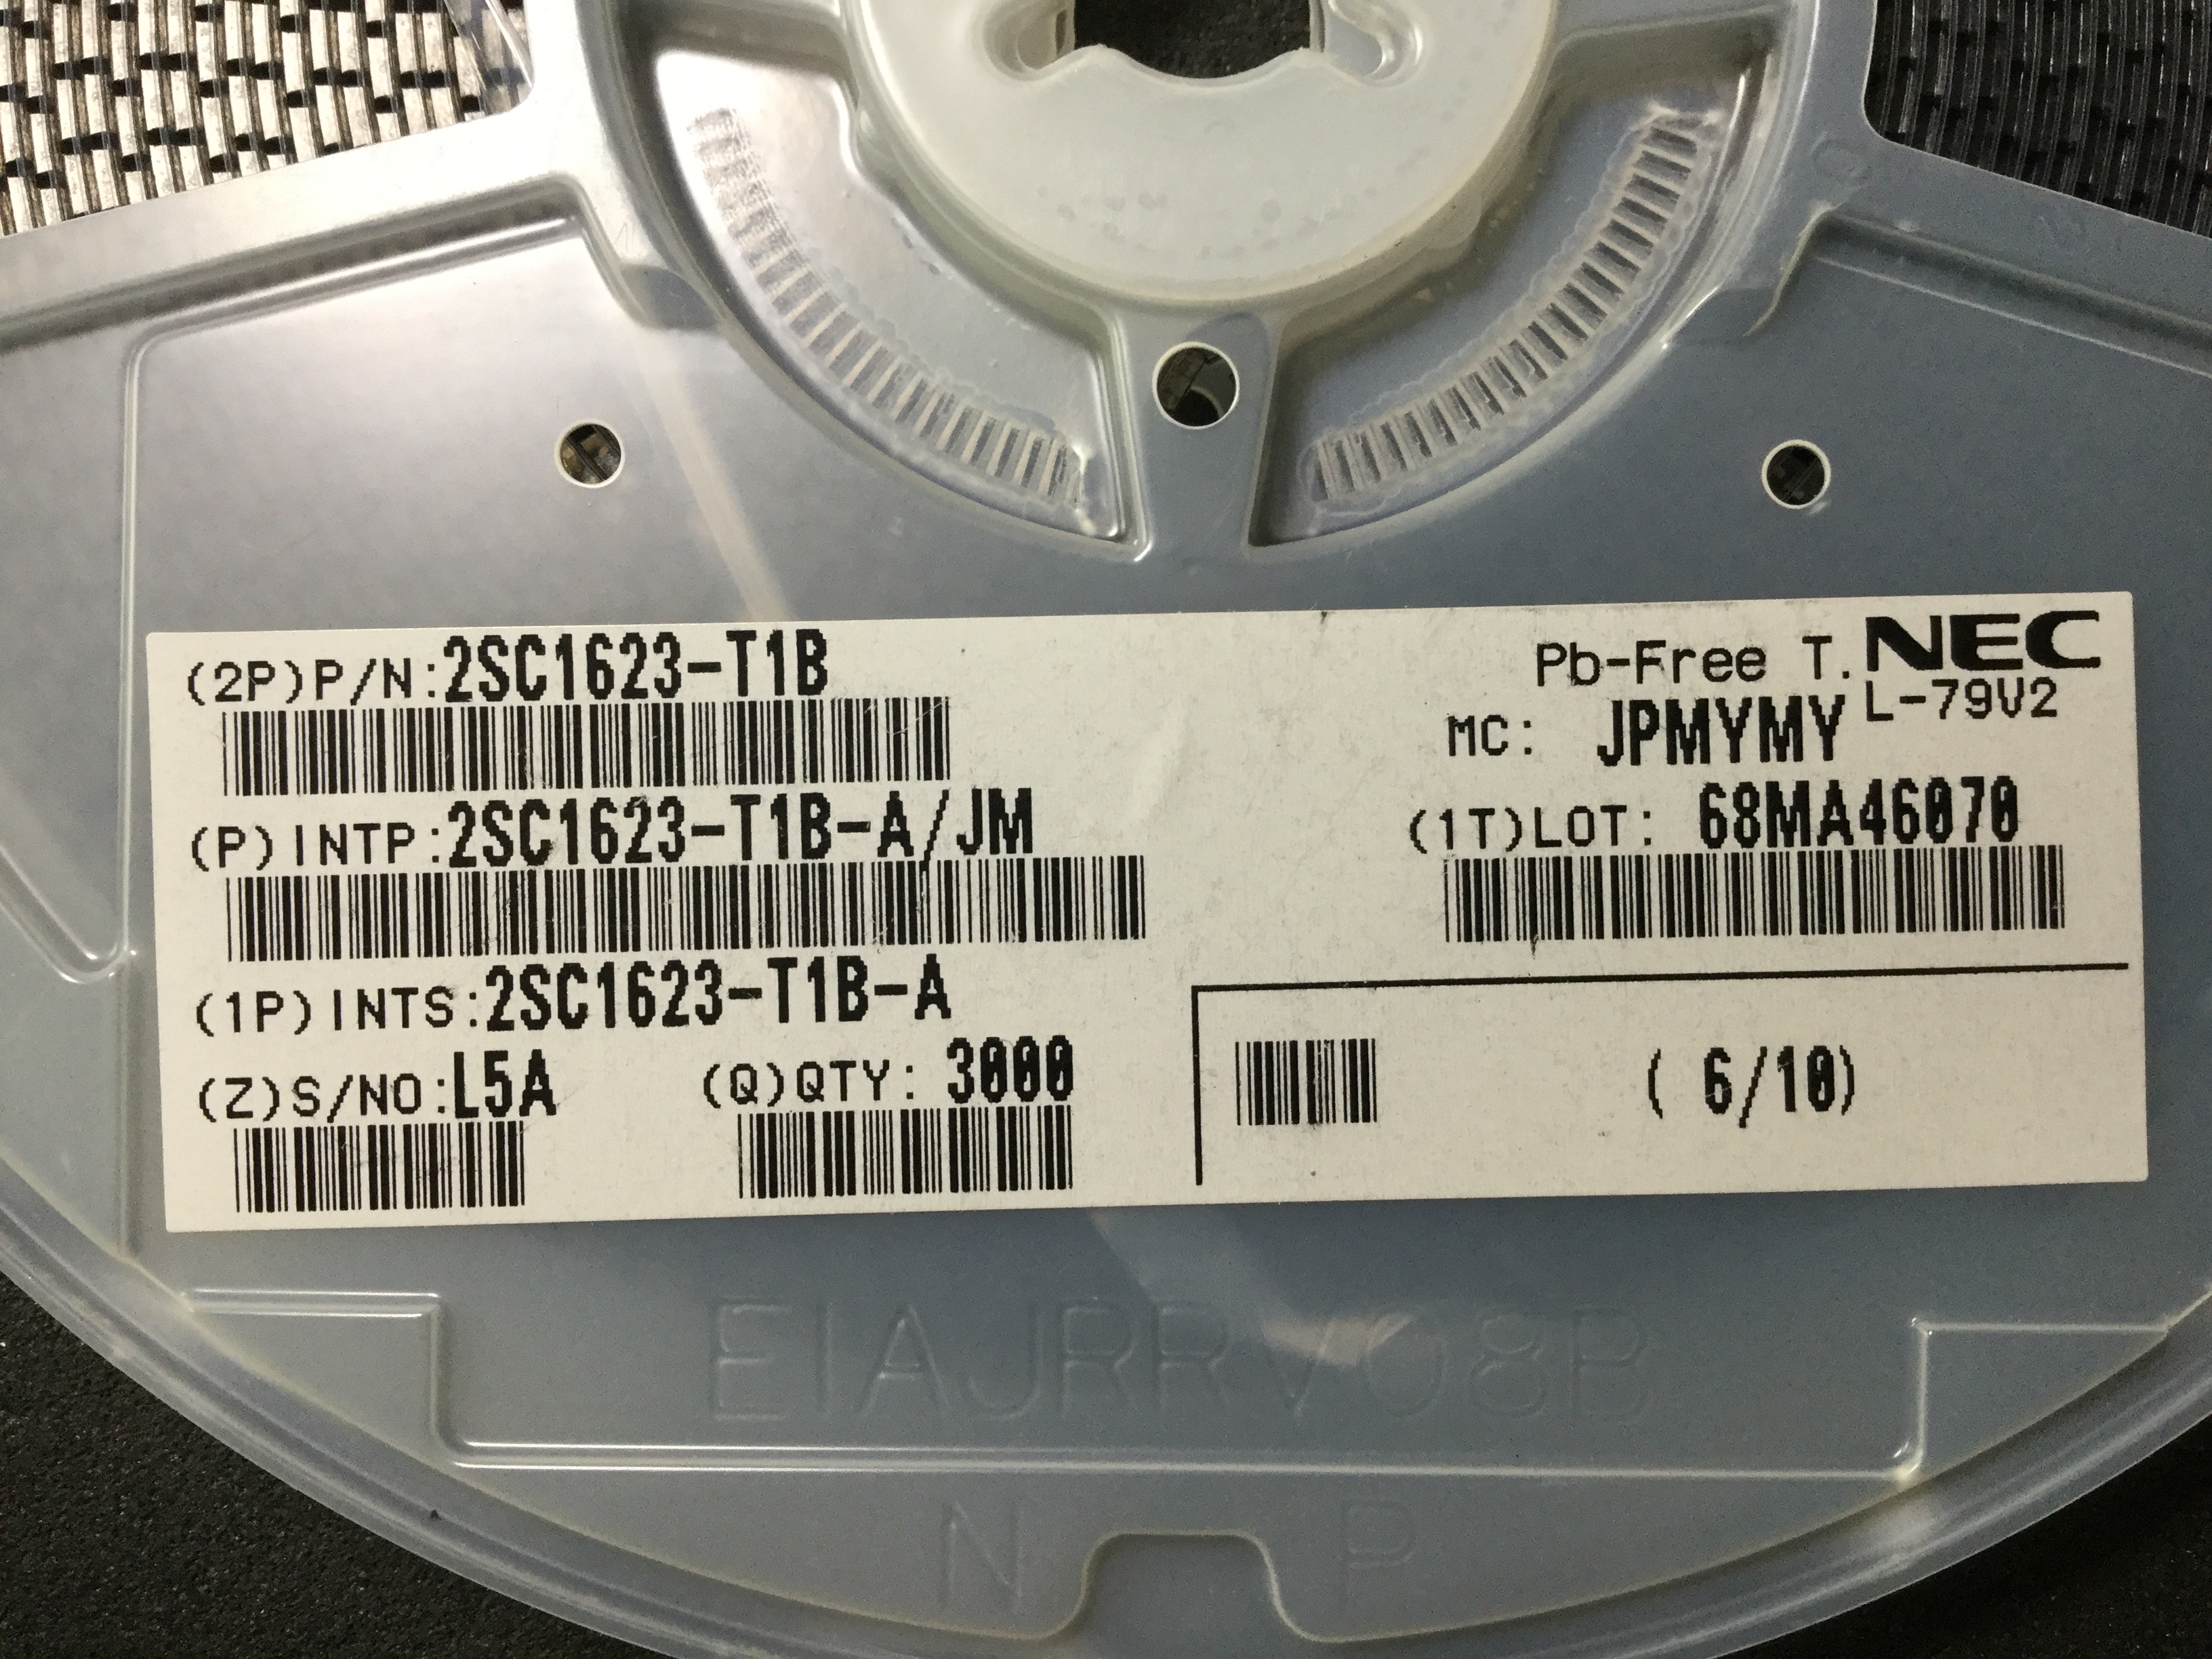 (2P)P/N:2SC1623-T1B
Pb-Free T. NEC
L-79V2
MC: JPMYMY
(P)INTP:2SC1623-T1B-A/JM
(1T)LOT: 68MA46070
(1P)INTS:2SC1623-T1B-A
(Z)S/NO:L5A (Q)QTY: 3000
( 6/10)
EIAJRRV08B
N P